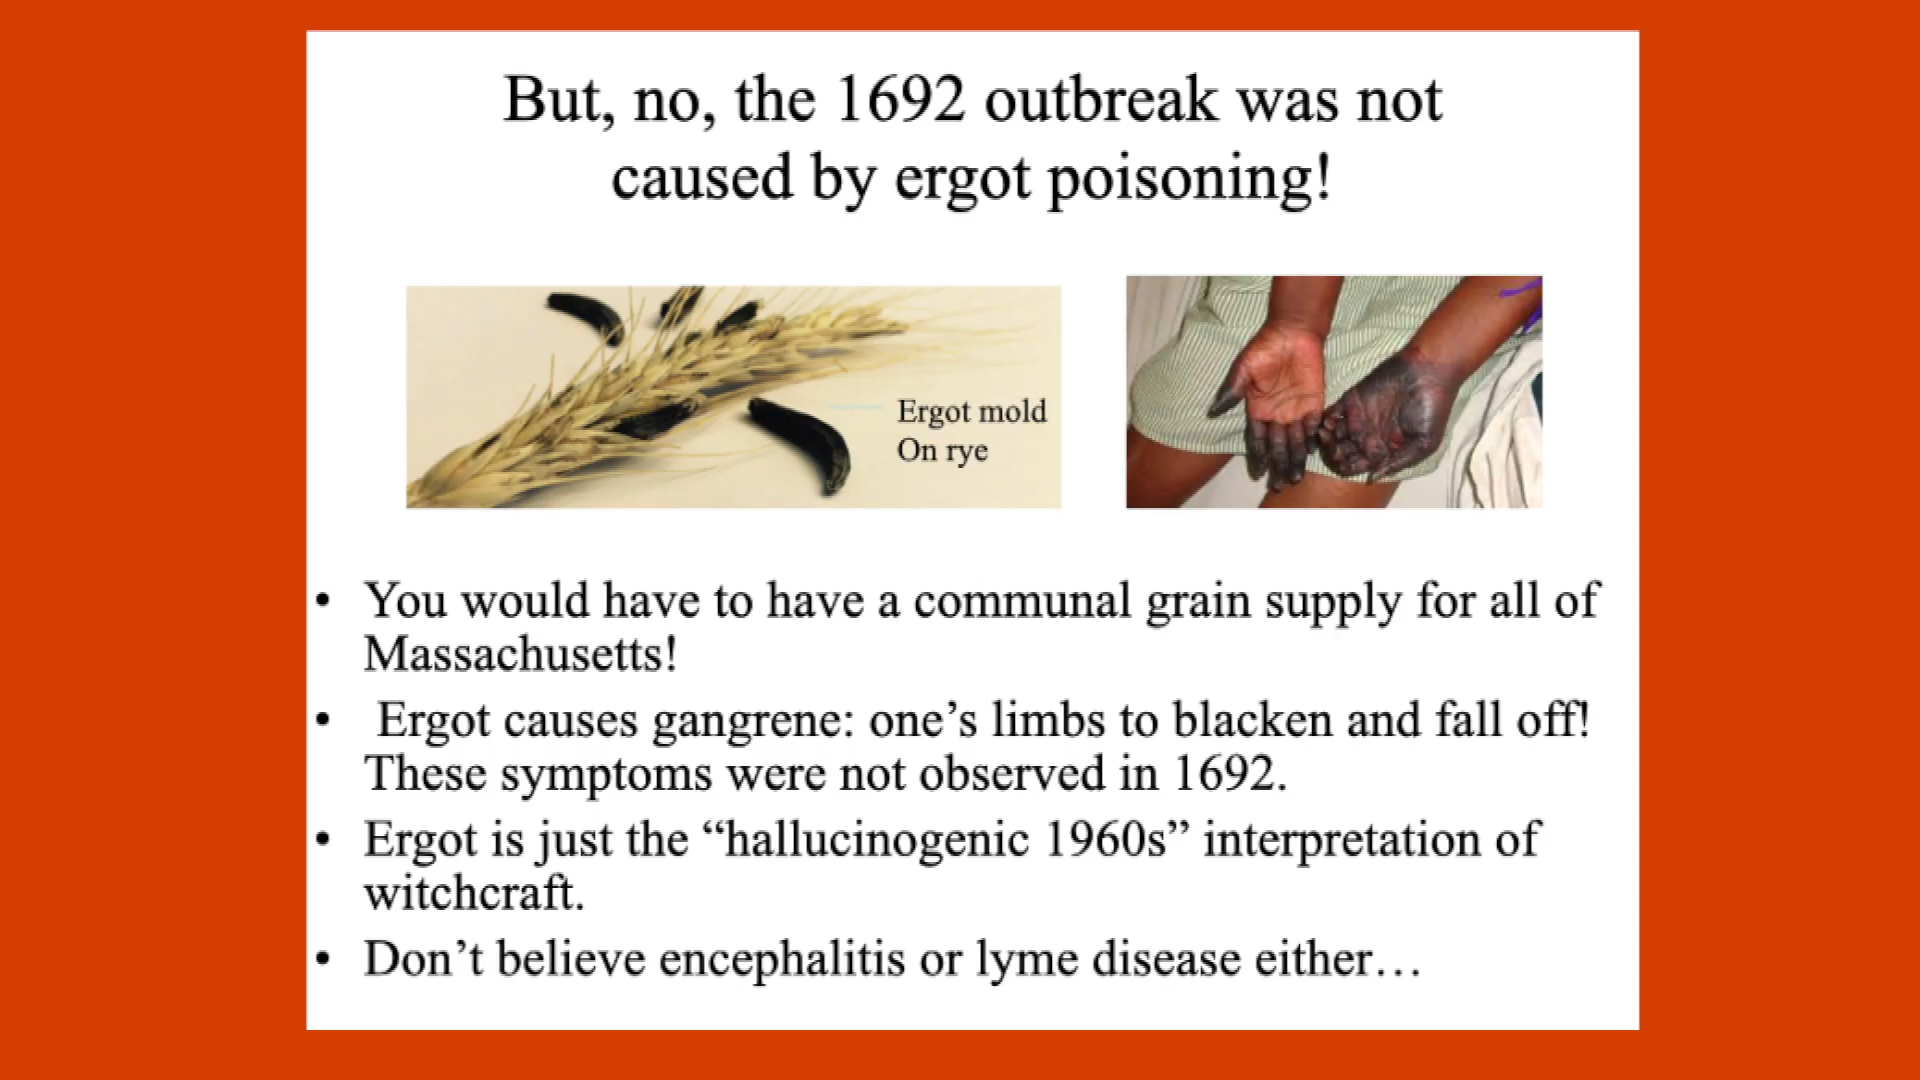 But, no, the 1692 outbreak was not
caused by ergot poisoning!
Ergot mold
On rye
• You would have to have a communal grain supply for all of
Massachusetts!
• Ergot causes gangrene: one’s limbs to blacken and fall off!
These symptoms were not observed in 1692.
• Ergot is just the “hallucinogenic 1960s” interpretation of
witchcraft.
• Don’t believe encephalitis or lyme disease either…